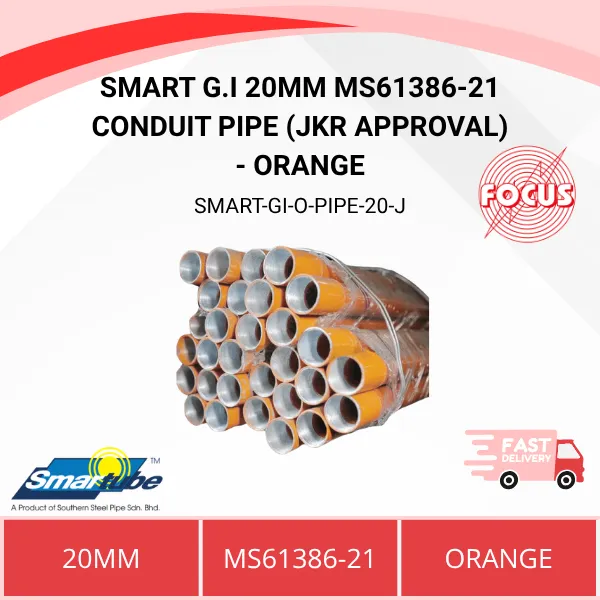 SMART G.I 20MM MS61386-21
CONDUIT PIPE (JKR APPROVAL)
- ORANGE
SMART-GI-O-PIPE-20-J
FOCUS
FAST
DELIVERY
Smartube TM
A Product of Southern Steel Pipe Sdn. Bhd.
20MM
MS61386-21
ORANGE